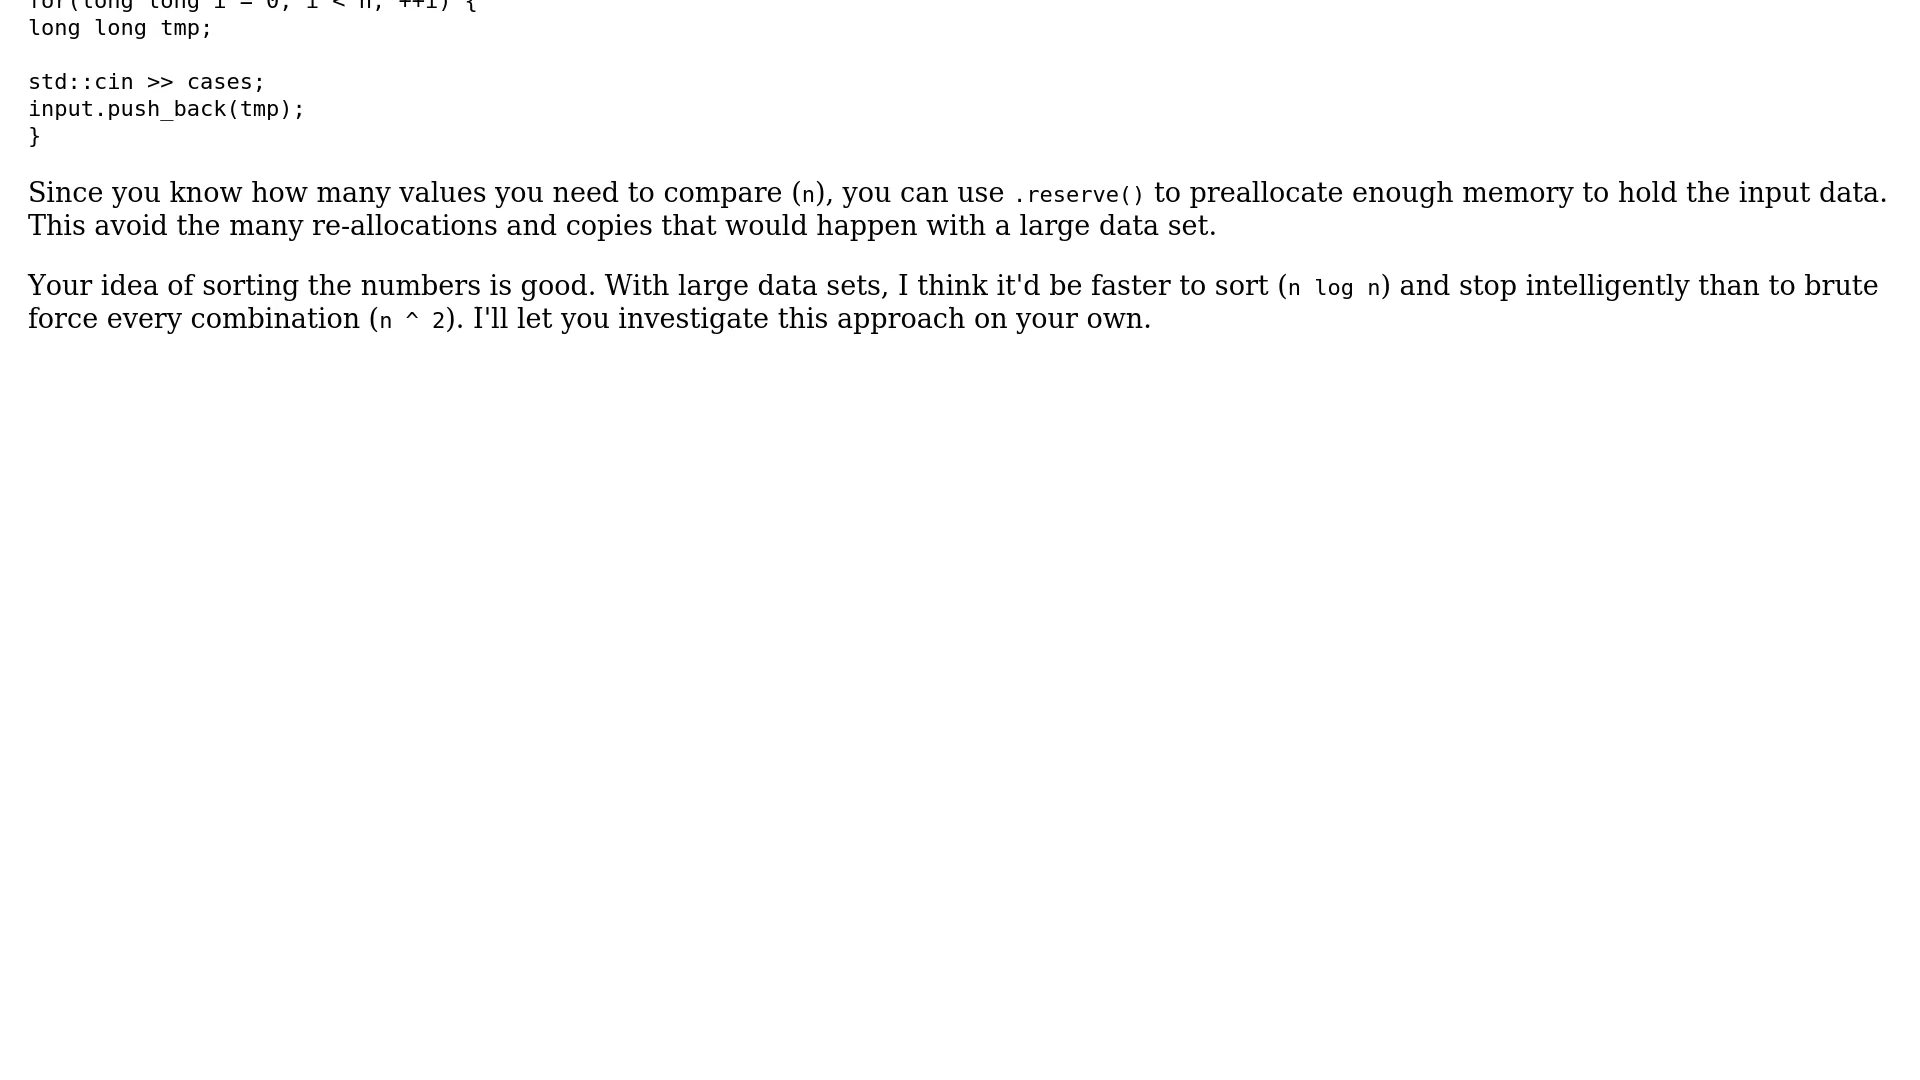 for(long long i = 0; i < n; ++i) {
long long tmp;
std::cin >> cases;
input.push_back(tmp);
}
Since you know how many values you need to compare (n), you can use .reserve() to preallocate enough memory to hold the input data.
This avoid the many re-allocations and copies that would happen with a large data set.
Your idea of sorting the numbers is good. With large data sets, I think it'd be faster to sort (n log n) and stop intelligently than to brute
force every combination (n ^ 2). I'll let you investigate this approach on your own.